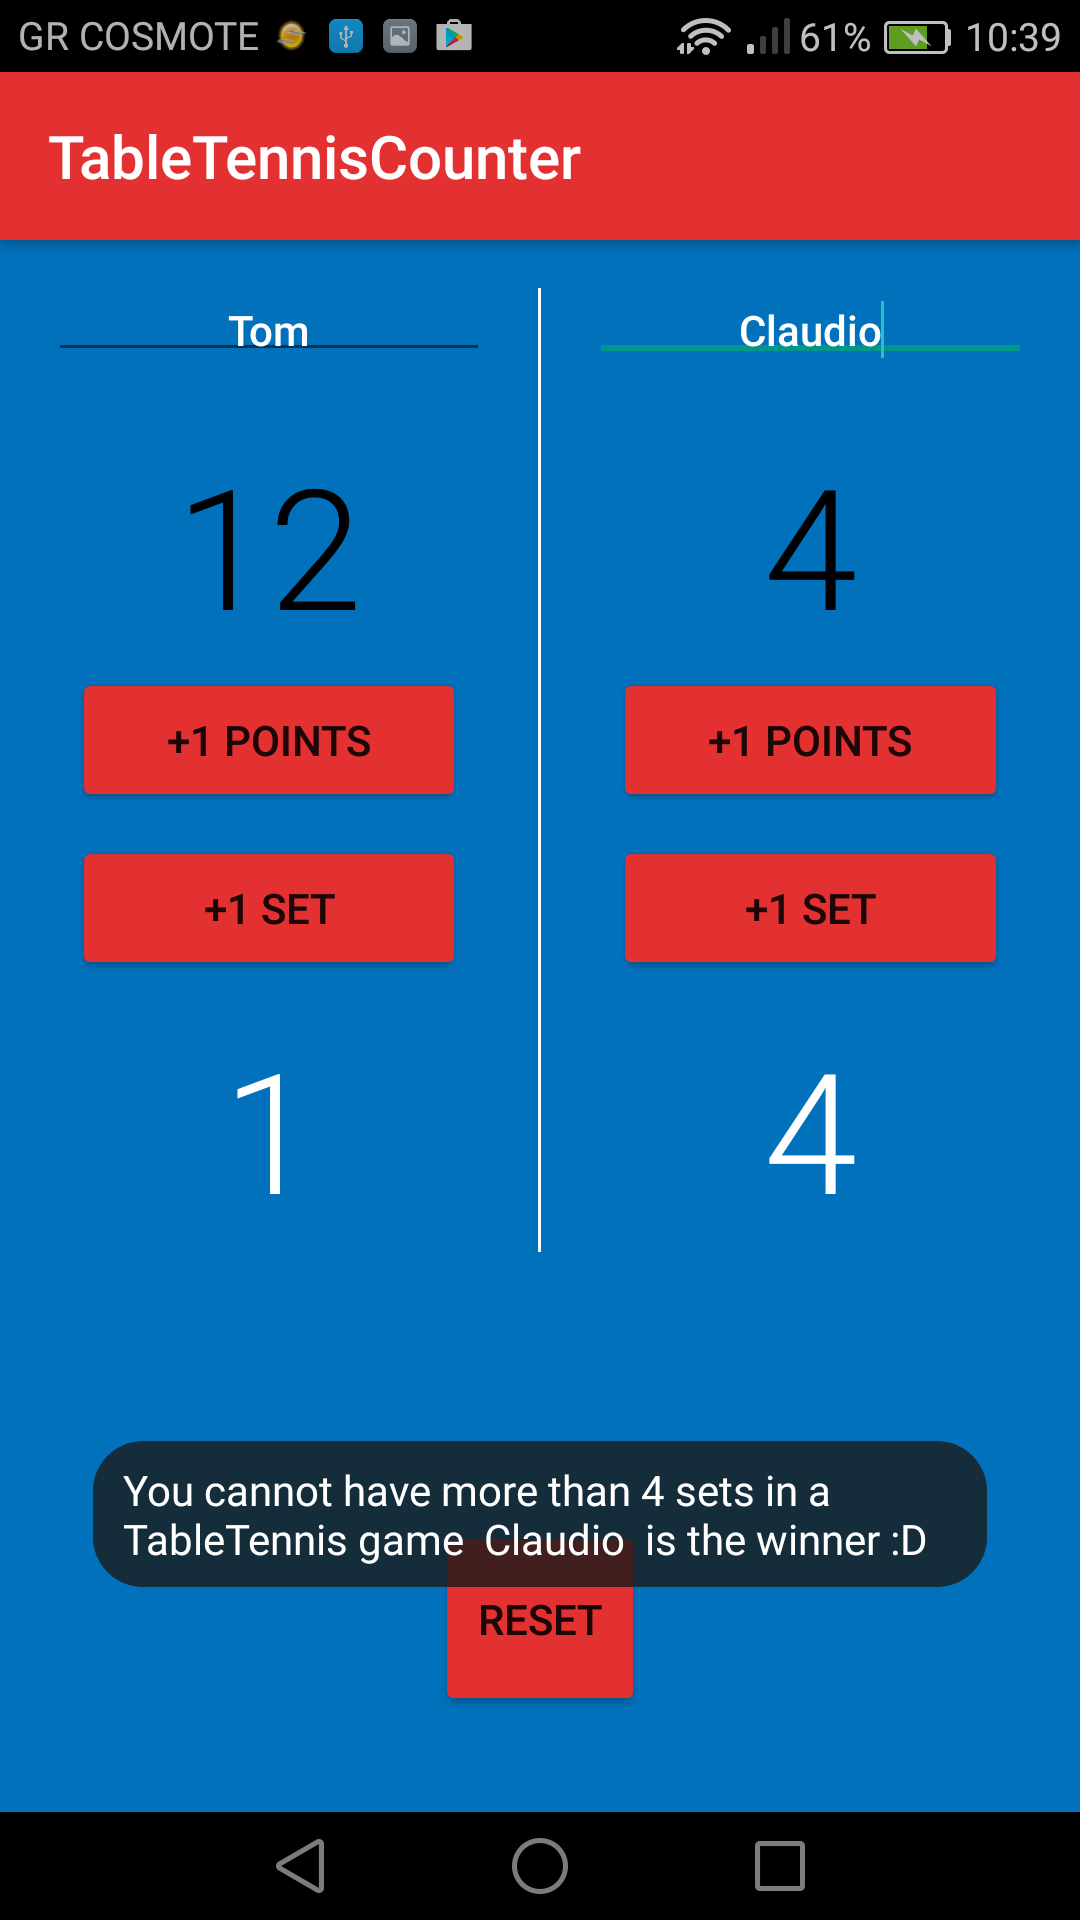 GR COSMOTE 61% 10:39
TableTennisCounter
Tom Claudio
12 4
+1 POINTS +1 POINTS
+1 SET +1 SET
1 4
You cannot have more than 4 sets in a
TableTennis game  Claudio  is the winner :D
RESET